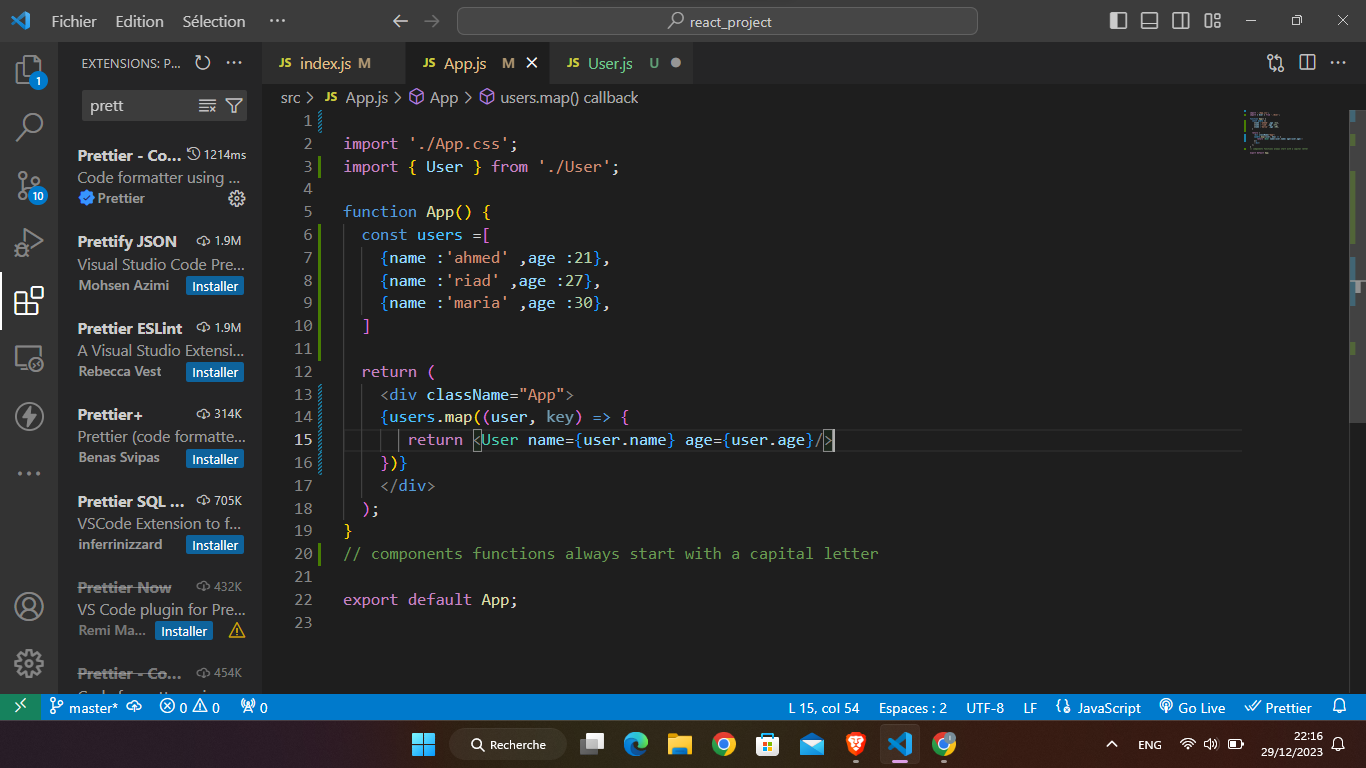 Fichier Edition Sélection ··· react_project
EXTENSIONS: P... ···
1
prett
Prettier - Co... 1214ms
Code formatter using ...
Prettier
Prettify JSON 1.9M
Visual Studio Code Pre...
Mohsen Azimi Installer
Prettier ESLint 1.9M
A Visual Studio Extensi...
Rebecca Vest Installer
Prettier+ 314K
Prettier (code formatte...
Benas Svipas Installer
Prettier SQL ... 705K
VSCode Extension to f...
inferrinizzard Installer
Prettier Now 432K
VS Code plugin for Pre...
Remi Ma... Installer
Prettier - Co... 454K
10
JS index.js M JS App.js M JS User.js U
src > JS App.js > App > users.map() callback
1
2 import './App.css';
3 import { User } from './User';
4
5 function App() {
6 const users =[
7 {name :'ahmed' ,age :21},
8 {name :'riad' ,age :27},
9 {name :'maria' ,age :30},
10 ]
11
12 return (
13 <div className="App">
14 {users.map((user, key) => {
15 return <User name={user.name} age={user.age}/>
16 })}
17 </div>
18 );
19 }
20 // components functions always start with a capital letter
21
22 export default App;
23
master* 0 0 0 L 15, col 54 Espaces : 2 UTF-8 LF JavaScript Go Live Prettier
Recherche ENG 22:16
29/12/2023